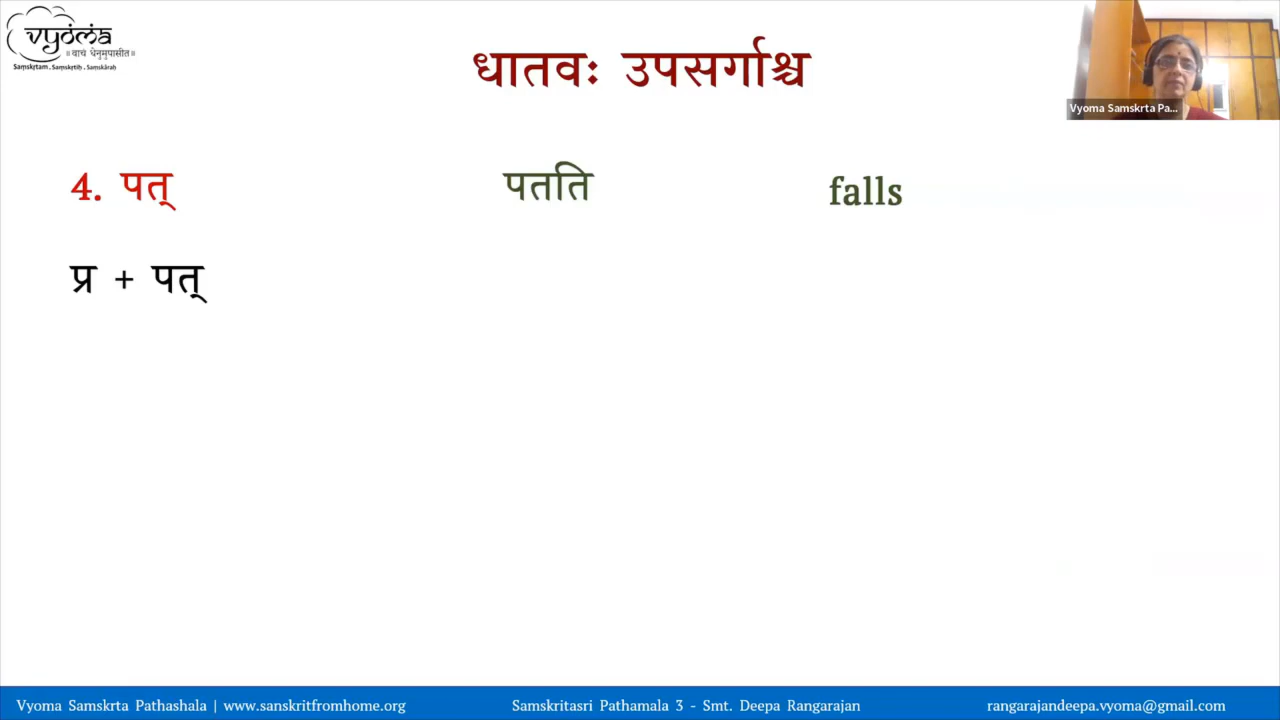 vyoma
॥ वाचं धेनुमुपासीत॥
Saṃskṛtam . Saṃskṛtiḥ . Saṃskāraḥ
धातवः उपसर्गाश्च
Vyoma Samskrta Pa...
4. पत् पतति falls
प्र + पत्
Vyoma Samskrta Pathashala | www.sanskritfromhome.org Samskritasri Pathamala 3 - Smt. Deepa Rangarajan rangarajandeepa.vyoma@gmail.com